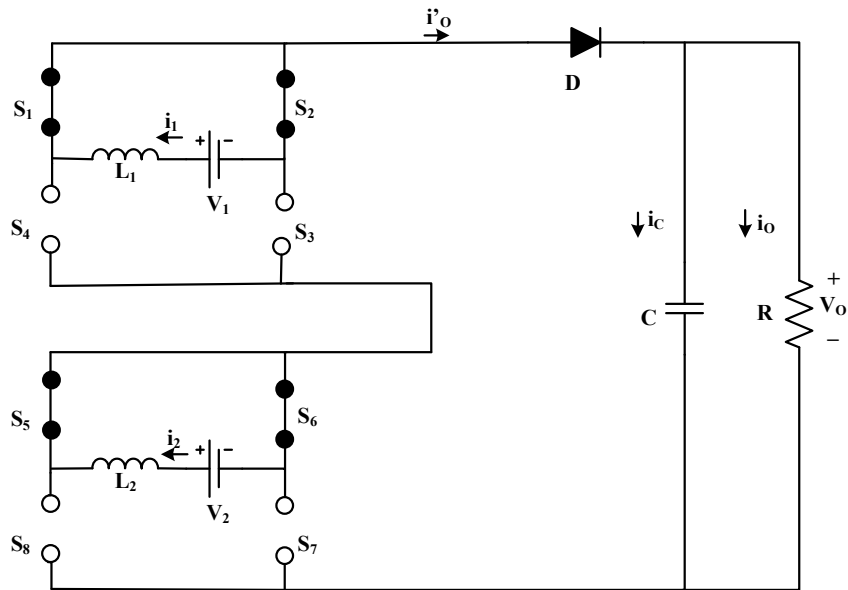 i'O
D
S1
i1
S2
+ -
L1
V1
S4
S3
iC
iO
+
C
R
VO
−
S5
i2
S6
+ -
L2
V2
S8
S7